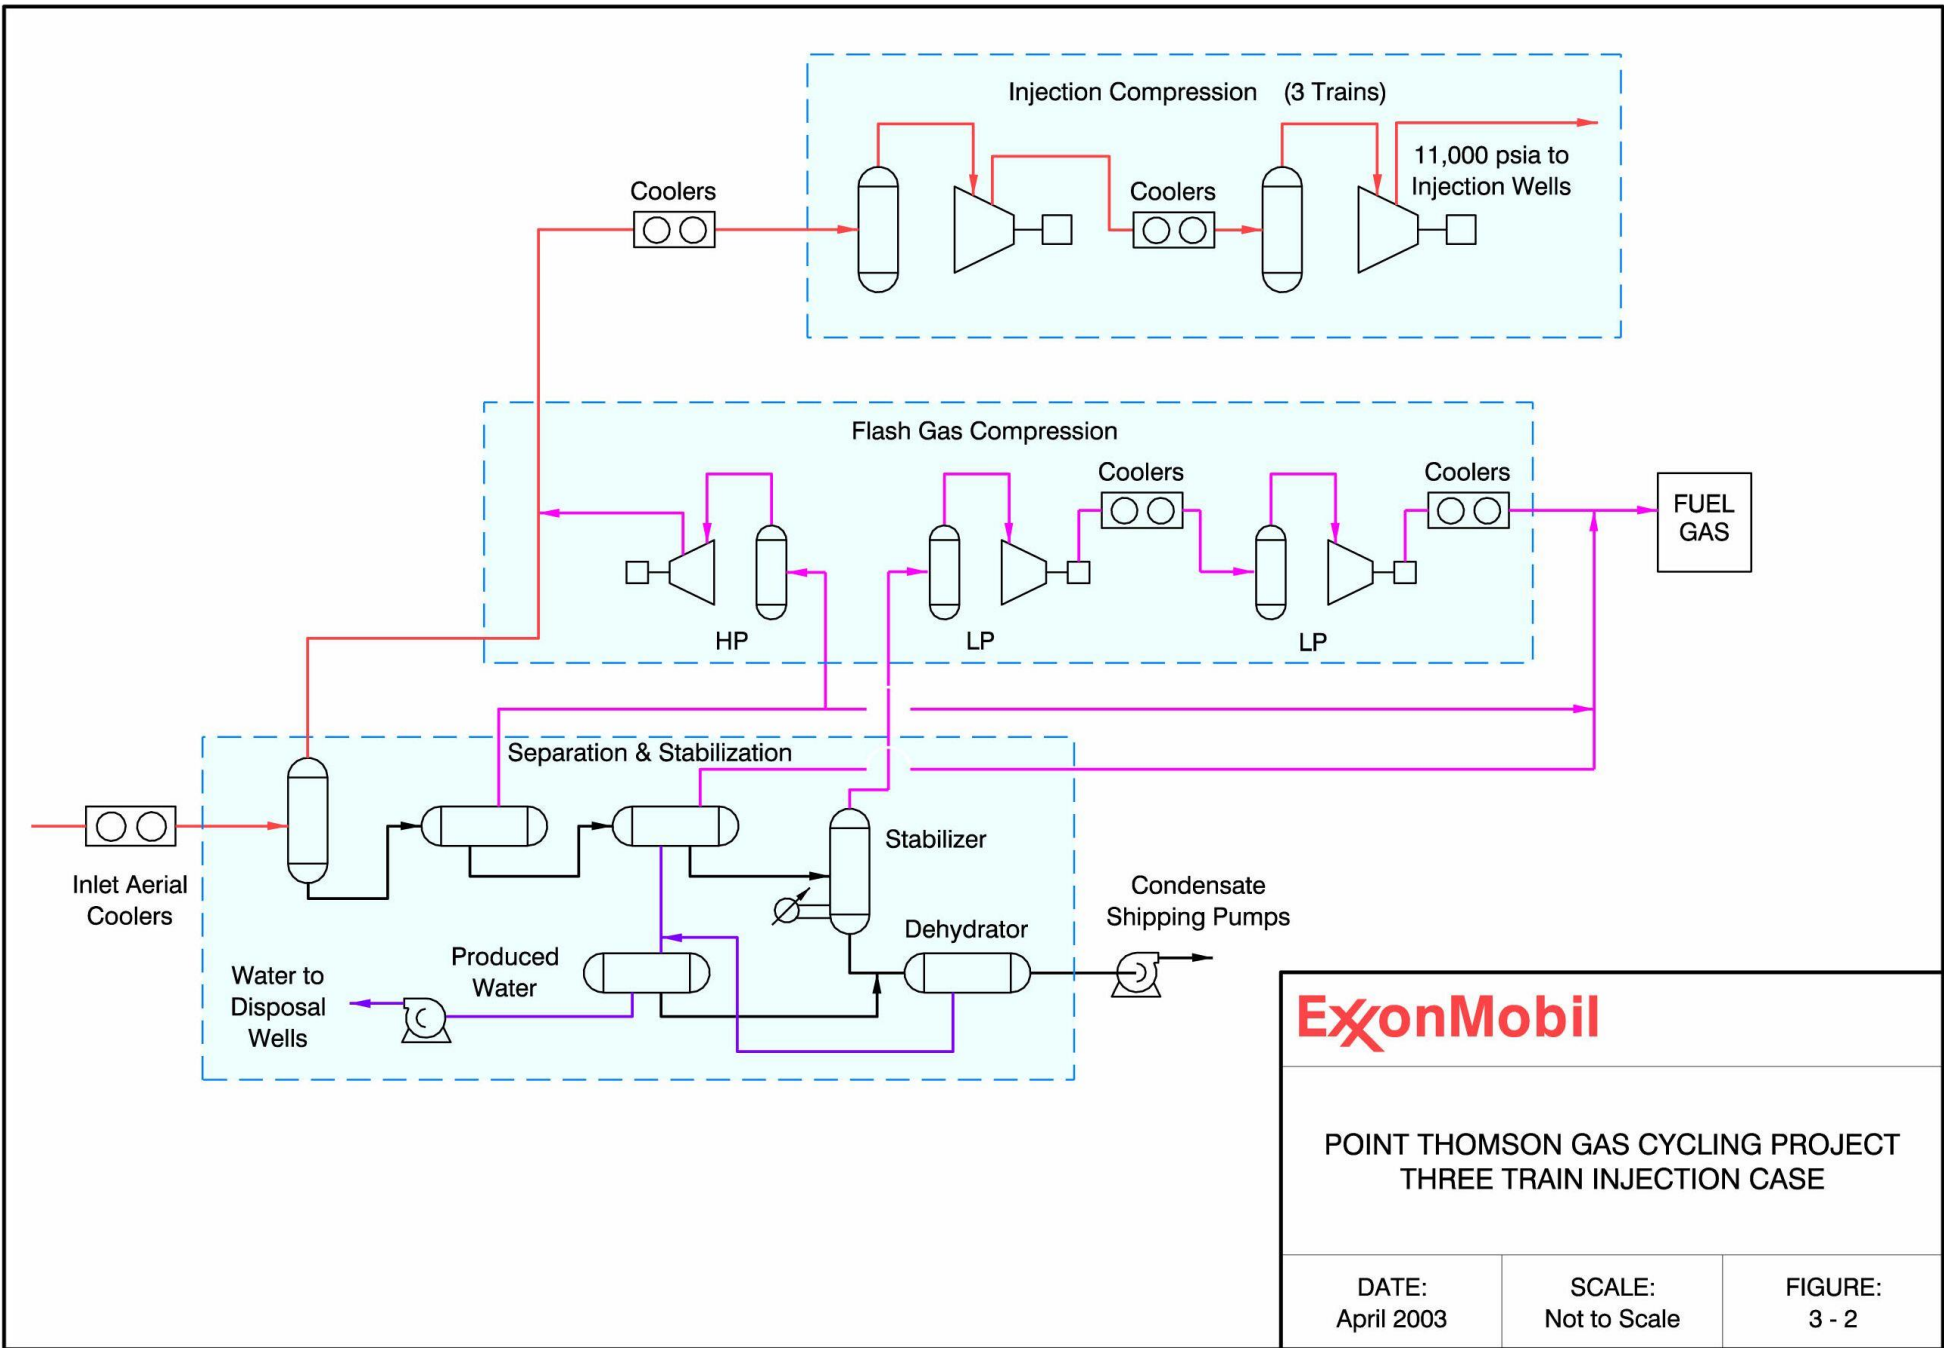 Injection Compression (3 Trains)
11,000 psia to
Injection Wells
Coolers
Coolers
Flash Gas Compression
Coolers
Coolers
FUEL
GAS
HP
LP
LP
Separation & Stabilization
Stabilizer
Inlet Aerial
Coolers
Condensate
Shipping Pumps
Dehydrator
Produced
Water
Water to
Disposal
Wells
ExxonMobil
POINT THOMSON GAS CYCLING PROJECT
THREE TRAIN INJECTION CASE
DATE:
April 2003
SCALE:
Not to Scale
FIGURE:
3 - 2